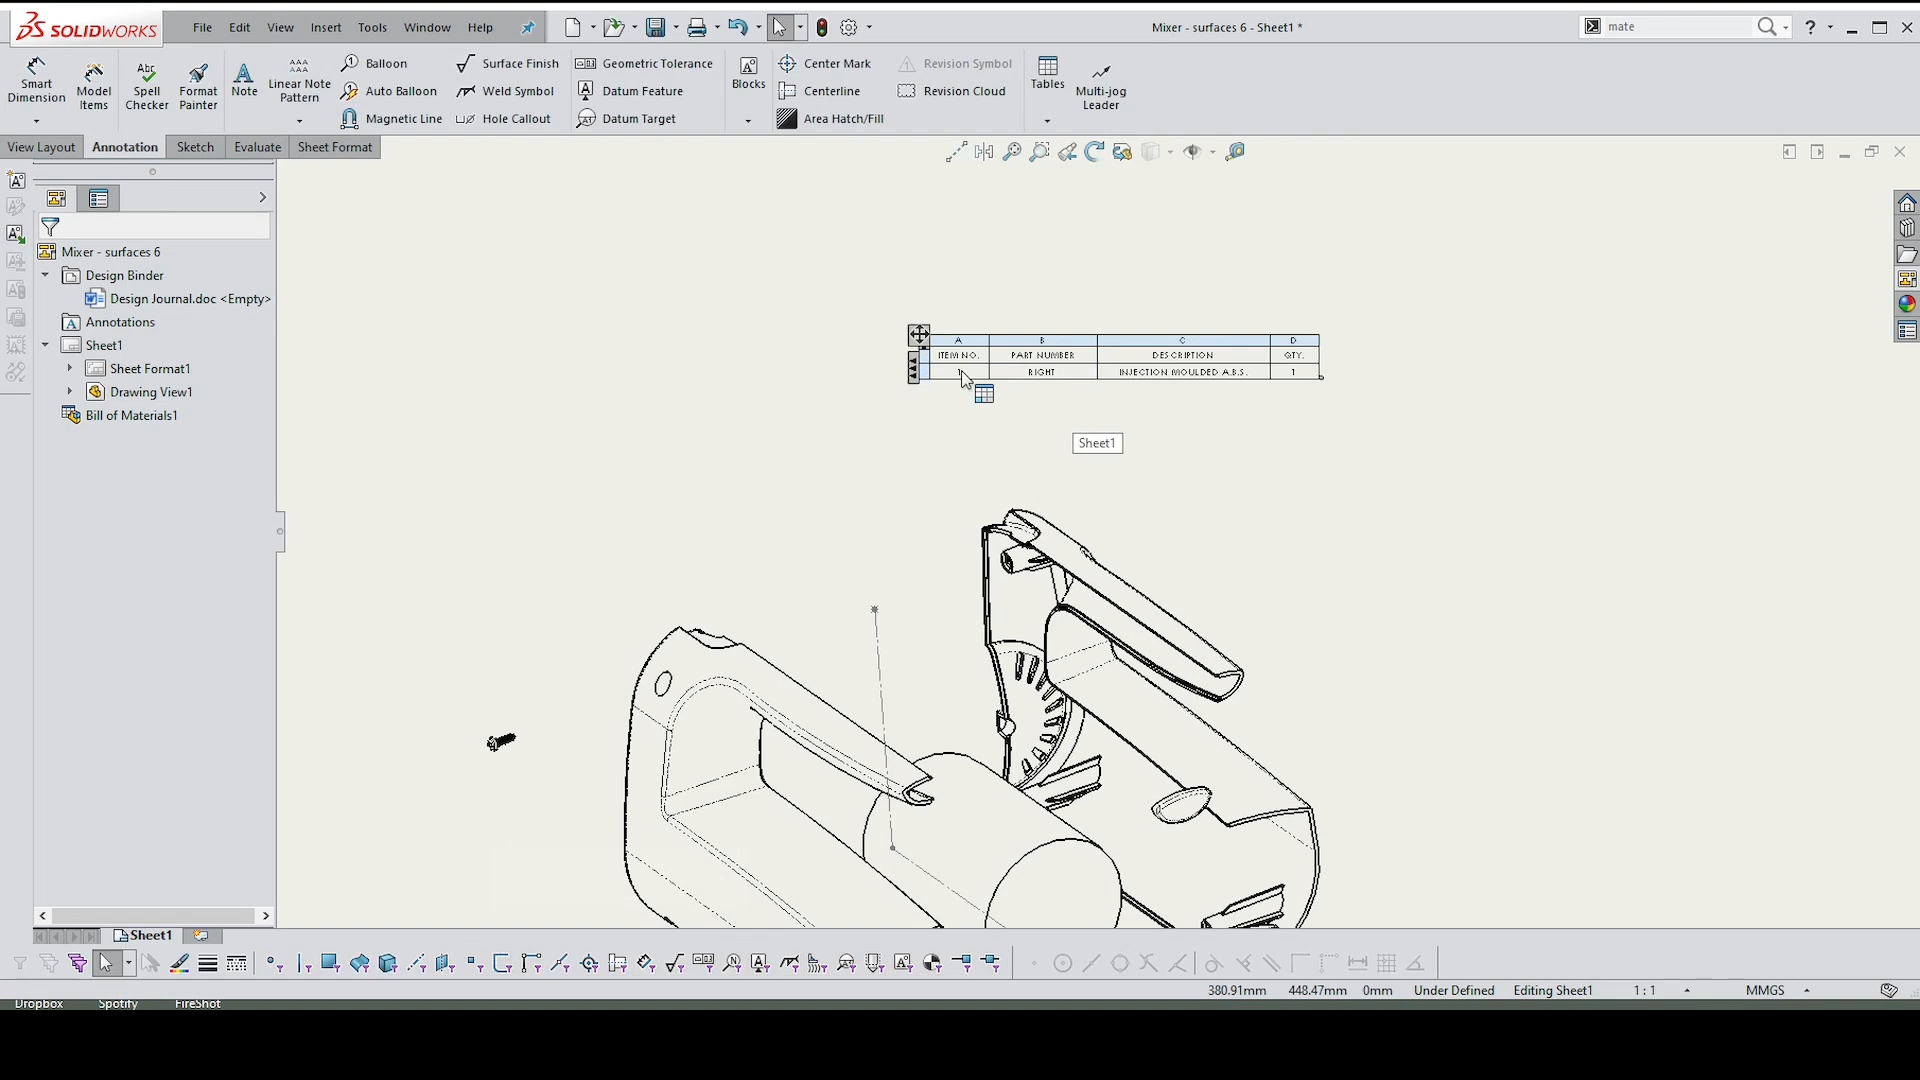 SOLIDWORKS
File Edit View Insert Tools Window Help
Mixer - surfaces 6 - Sheet1 *
mate
Smart Dimension
Model Items
Spell Checker
Format Painter
Note
Linear Note Pattern
Balloon
Auto Balloon
Magnetic Line
Surface Finish
Weld Symbol
Hole Callout
Geometric Tolerance
Datum Feature
Datum Target
Blocks
Center Mark
Centerline
Area Hatch/Fill
Revision Symbol
Revision Cloud
Tables
Multi-jog Leader
View Layout Annotation Sketch Evaluate Sheet Format
Mixer - surfaces 6
Design Binder
Design Journal.doc <Empty>
Annotations
Sheet1
Sheet Format1
Drawing View1
Bill of Materials1
A B C D
ITEM NO. PART NUMBER DESCRIPTION QTY.
1 RIGHT INJECTION MOULDED A.B.S. 1
Sheet1
Sheet1
380.91mm 448.47mm 0mm Under Defined Editing Sheet1 1 : 1 MMGS
Dropbox Spotify FireShot